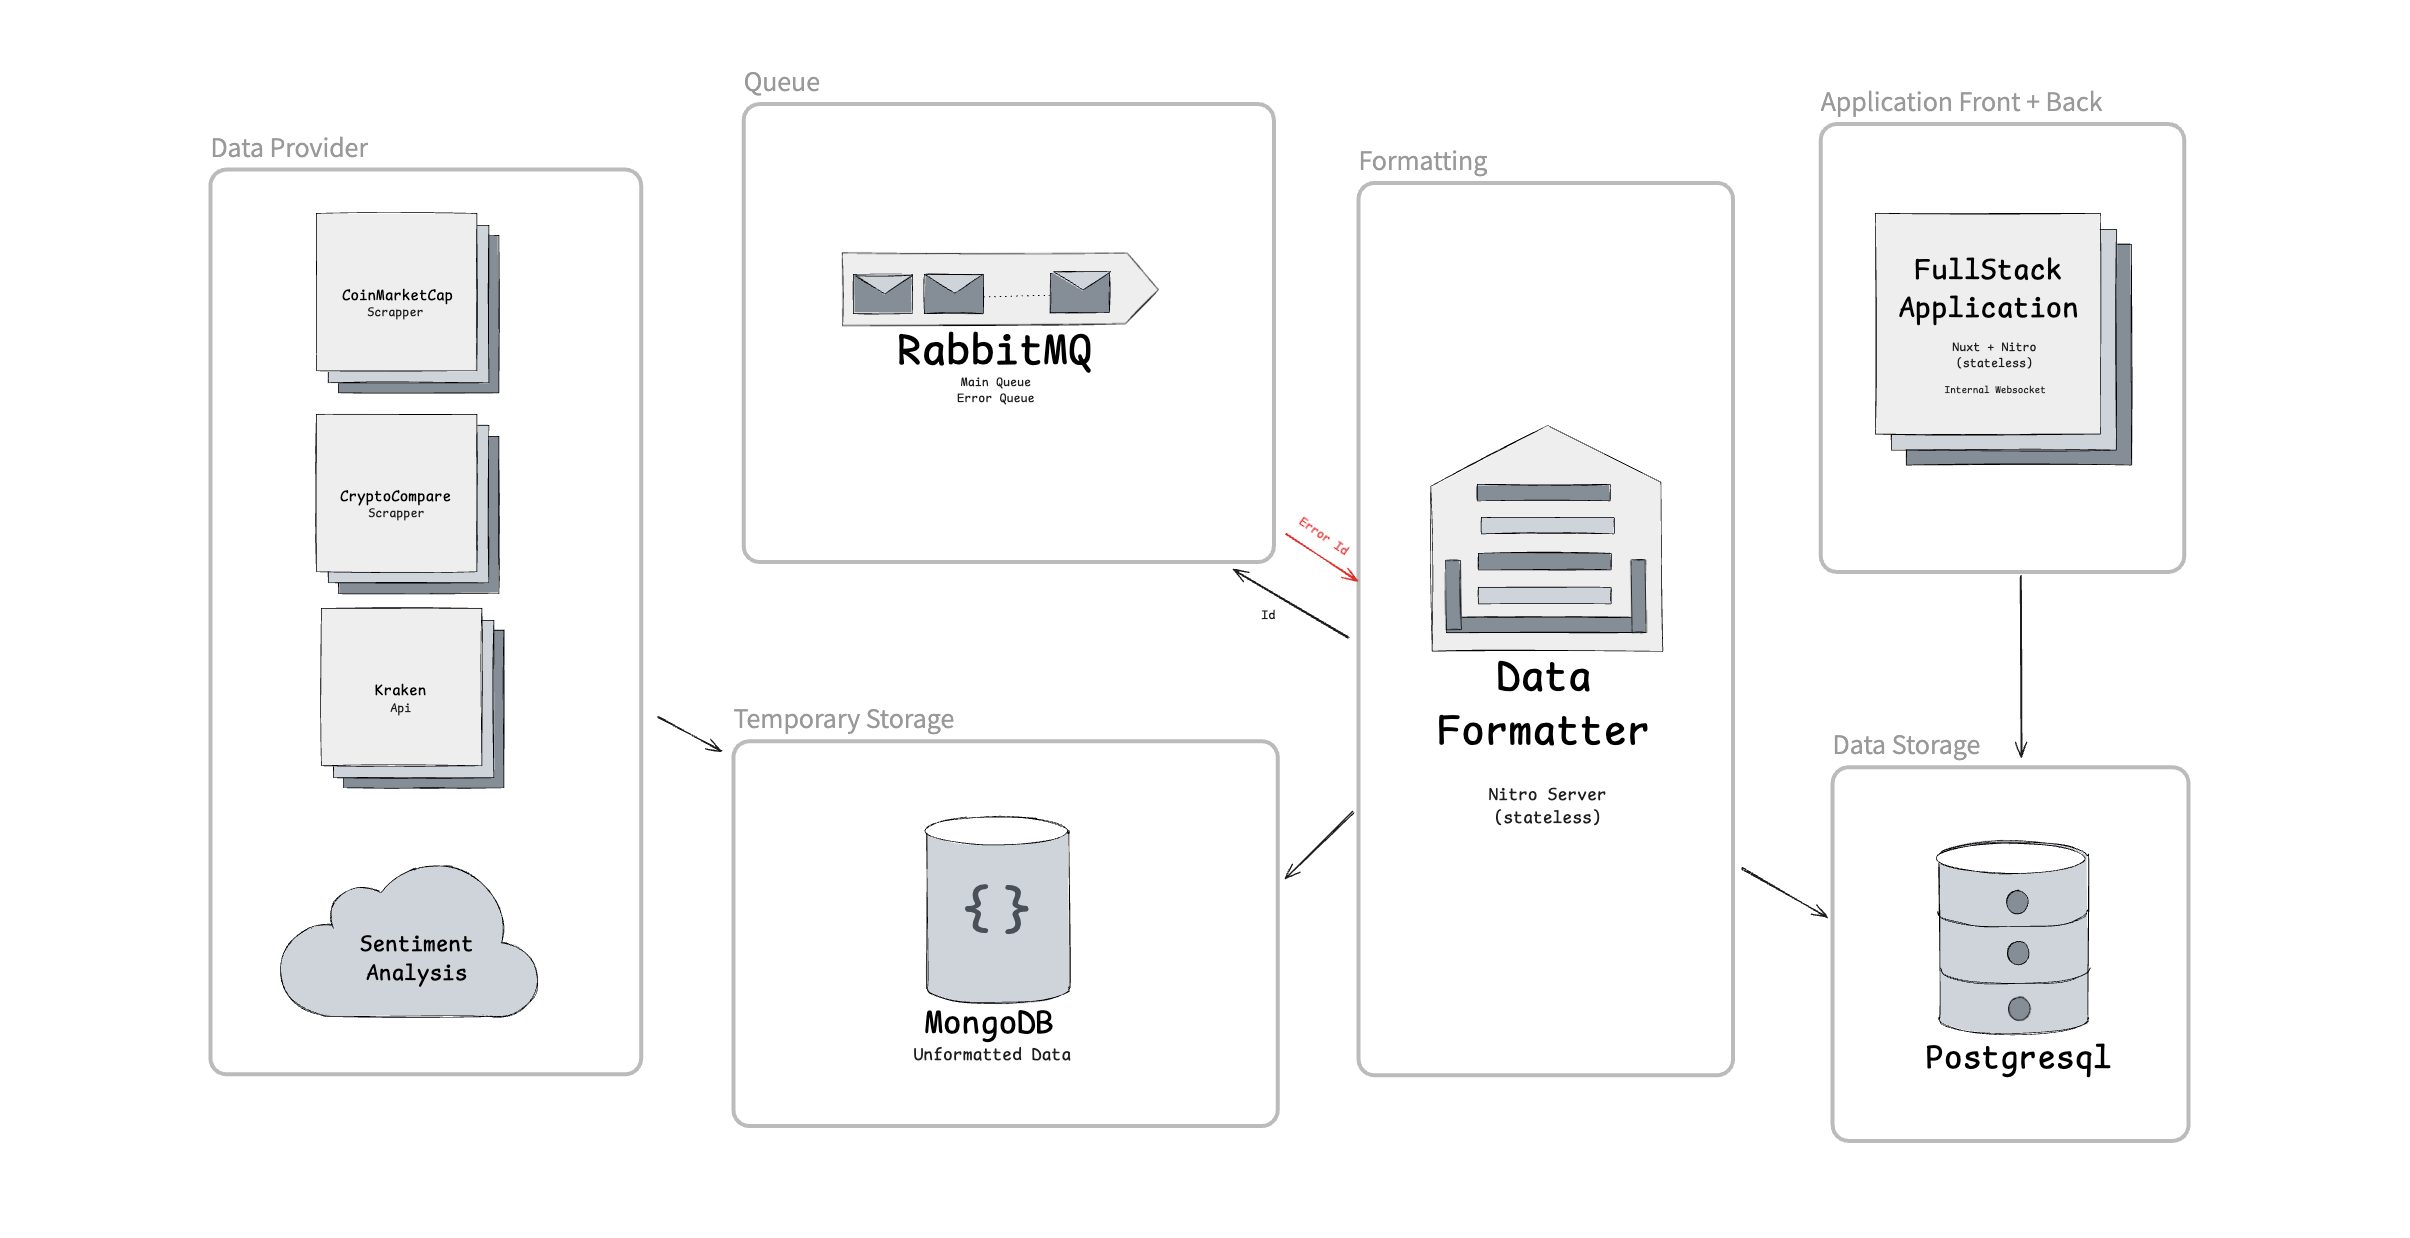 Data Provider
CoinMarketCap
Scrapper
CryptoCompare
Scrapper
Kraken
Api
Sentiment
Analysis
Queue
RabbitMQ
Main Queue
Error Queue
Error Id
Id
Temporary Storage
{}
MongoDB
Unformatted Data
Formatting
Data
Formatter
Nitro Server
(stateless)
Application Front + Back
FullStack
Application
Nuxt + Nitro
(stateless)
Internal Websocket
Data Storage
Postgresql